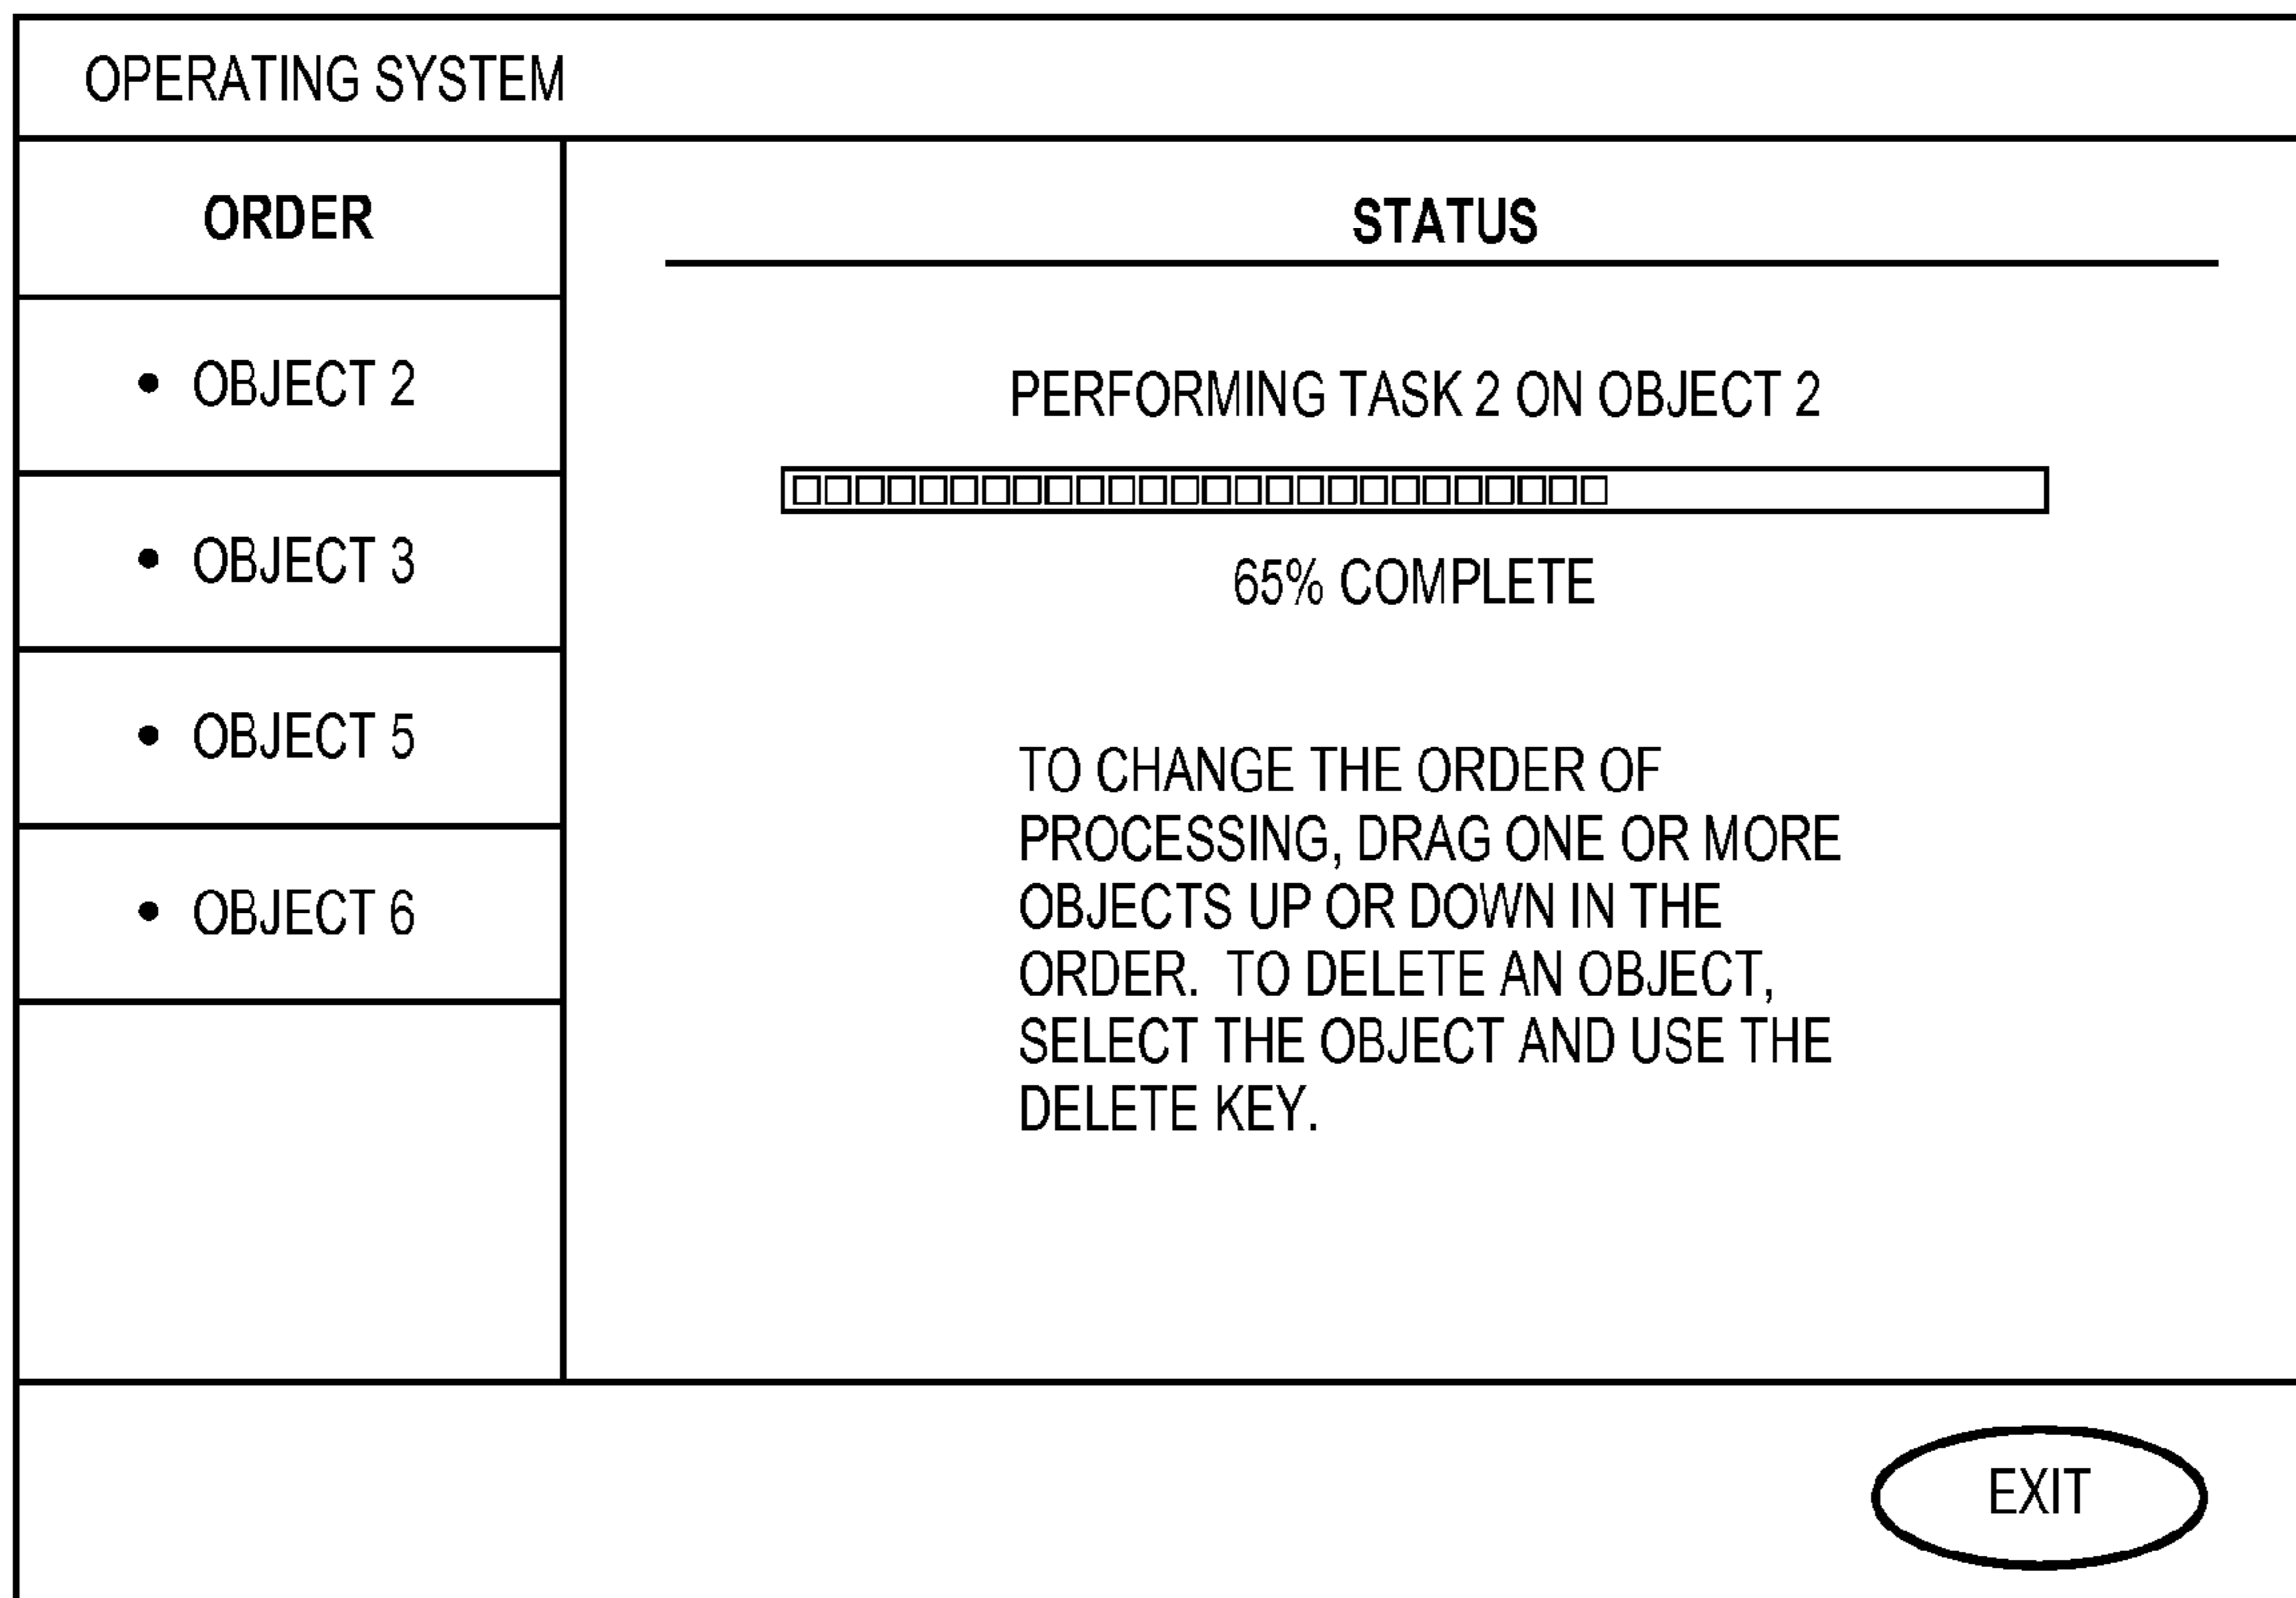 OPERATING SYSTEM
ORDER
• OBJECT 2
• OBJECT 3
• OBJECT 5
• OBJECT 6
STATUS
PERFORMING TASK 2 ON OBJECT 2
65% COMPLETE
TO CHANGE THE ORDER OF
PROCESSING, DRAG ONE OR MORE
OBJECTS UP OR DOWN IN THE
ORDER.  TO DELETE AN OBJECT,
SELECT THE OBJECT AND USE THE
DELETE KEY.
EXIT